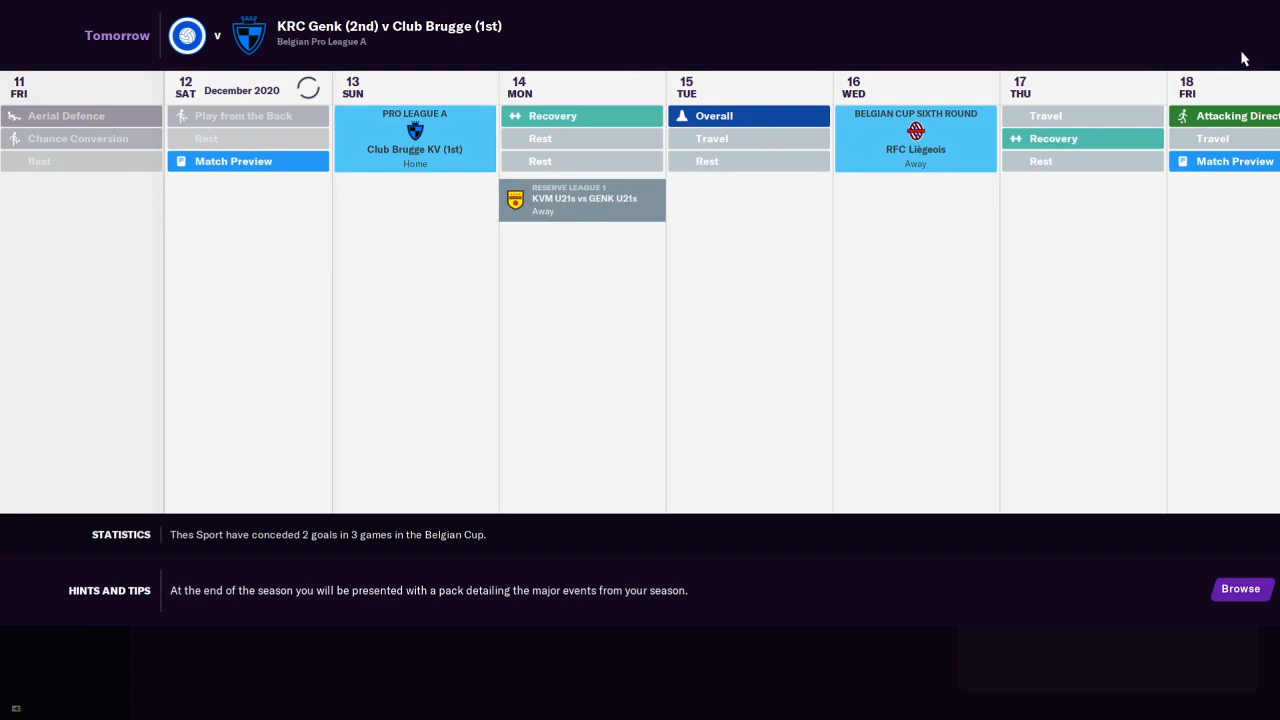 Tomorrow
v
KRC Genk (2nd) v Club Brugge (1st)
Belgian Pro League A
11
FRI
12
SAT
December 2020
13
SUN
14
MON
15
TUE
16
WED
17
THU
18
FRI
Aerial Defence
Chance Conversion
Rest
Play from the Back
Rest
Match Preview
PRO LEAGUE A
Club Brugge KV (1st)
Home
Recovery
Rest
Rest
RESERVE LEAGUE 1
KVM U21s vs GENK U21s
Away
Overall
Travel
Rest
BELGIAN CUP SIXTH ROUND
RFC Liègeois
Away
Travel
Recovery
Rest
Attacking Direct
Travel
Match Preview
STATISTICS
Thes Sport have conceded 2 goals in 3 games in the Belgian Cup.
HINTS AND TIPS
At the end of the season you will be presented with a pack detailing the major events from your season.
Browse